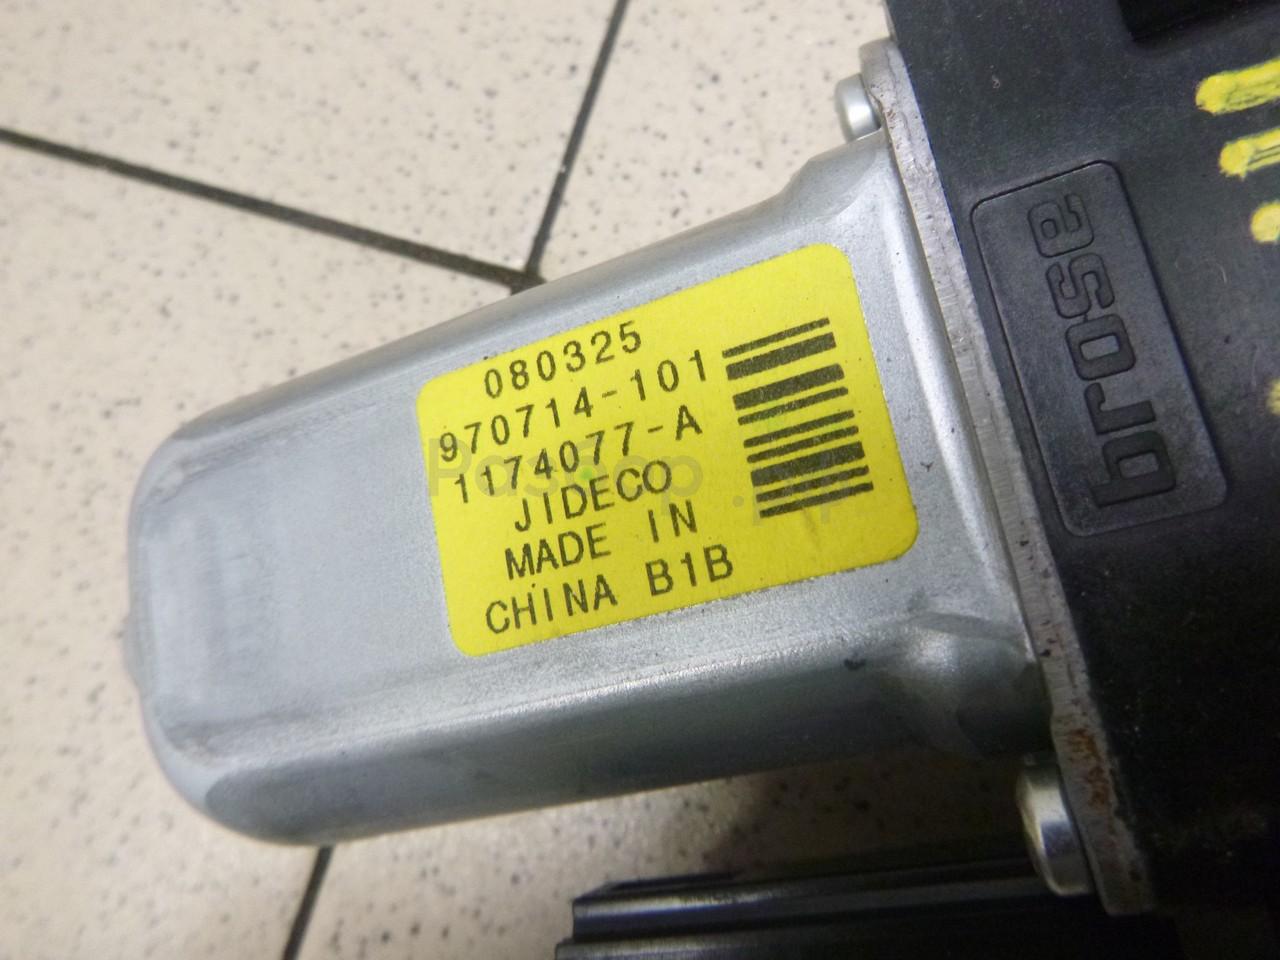 080325
970714-101
1174077-A
JIDECO
MADE IN
CHINA B1B
brose